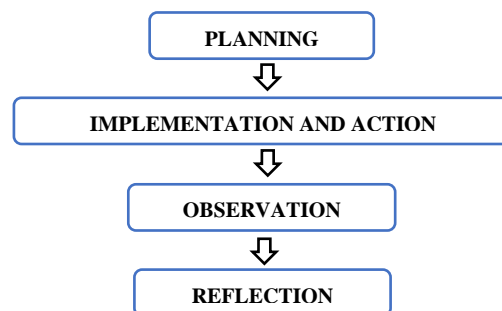 PLANNING
IMPLEMENTATION AND ACTION
OBSERVATION
REFLECTION